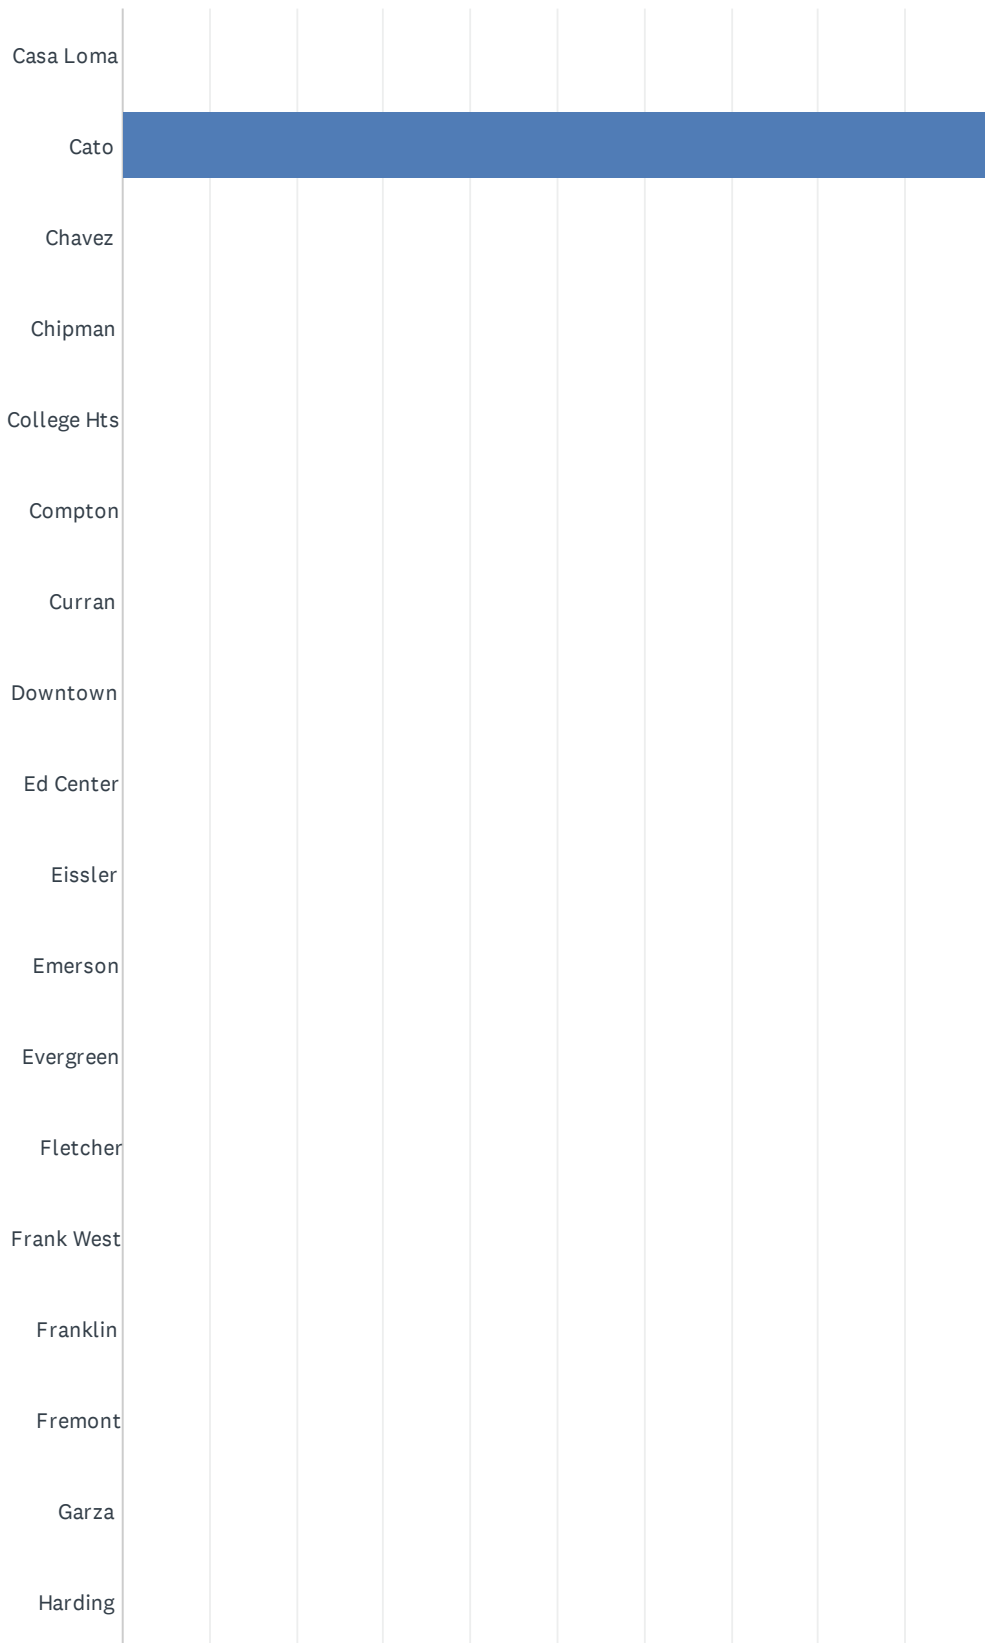 Casa Loma
Cato
Chavez
Chipman
College Hts
Compton
Curran
Downtown
Ed Center
Eissler
Emerson
Evergreen
Fletcher
Frank West
Franklin
Fremont
Garza
Harding